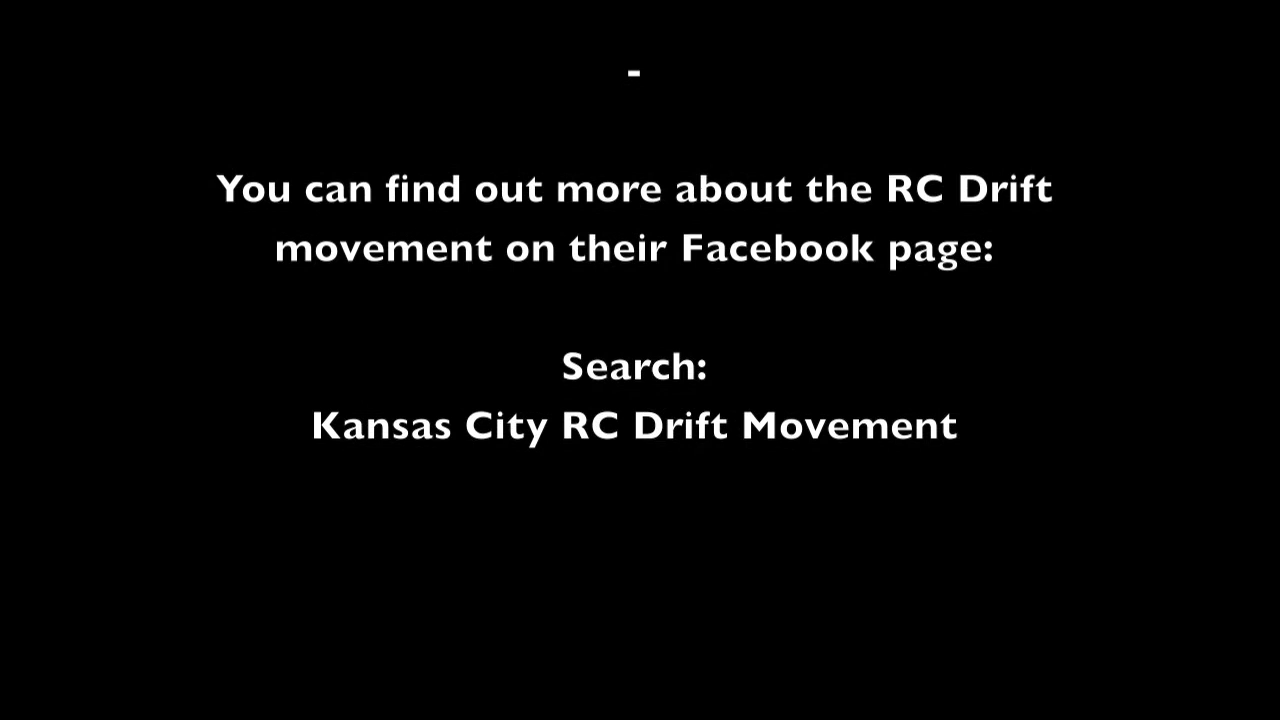 -
You can find out more about the RC Drift
movement on their Facebook page:
Search:
Kansas City RC Drift Movement